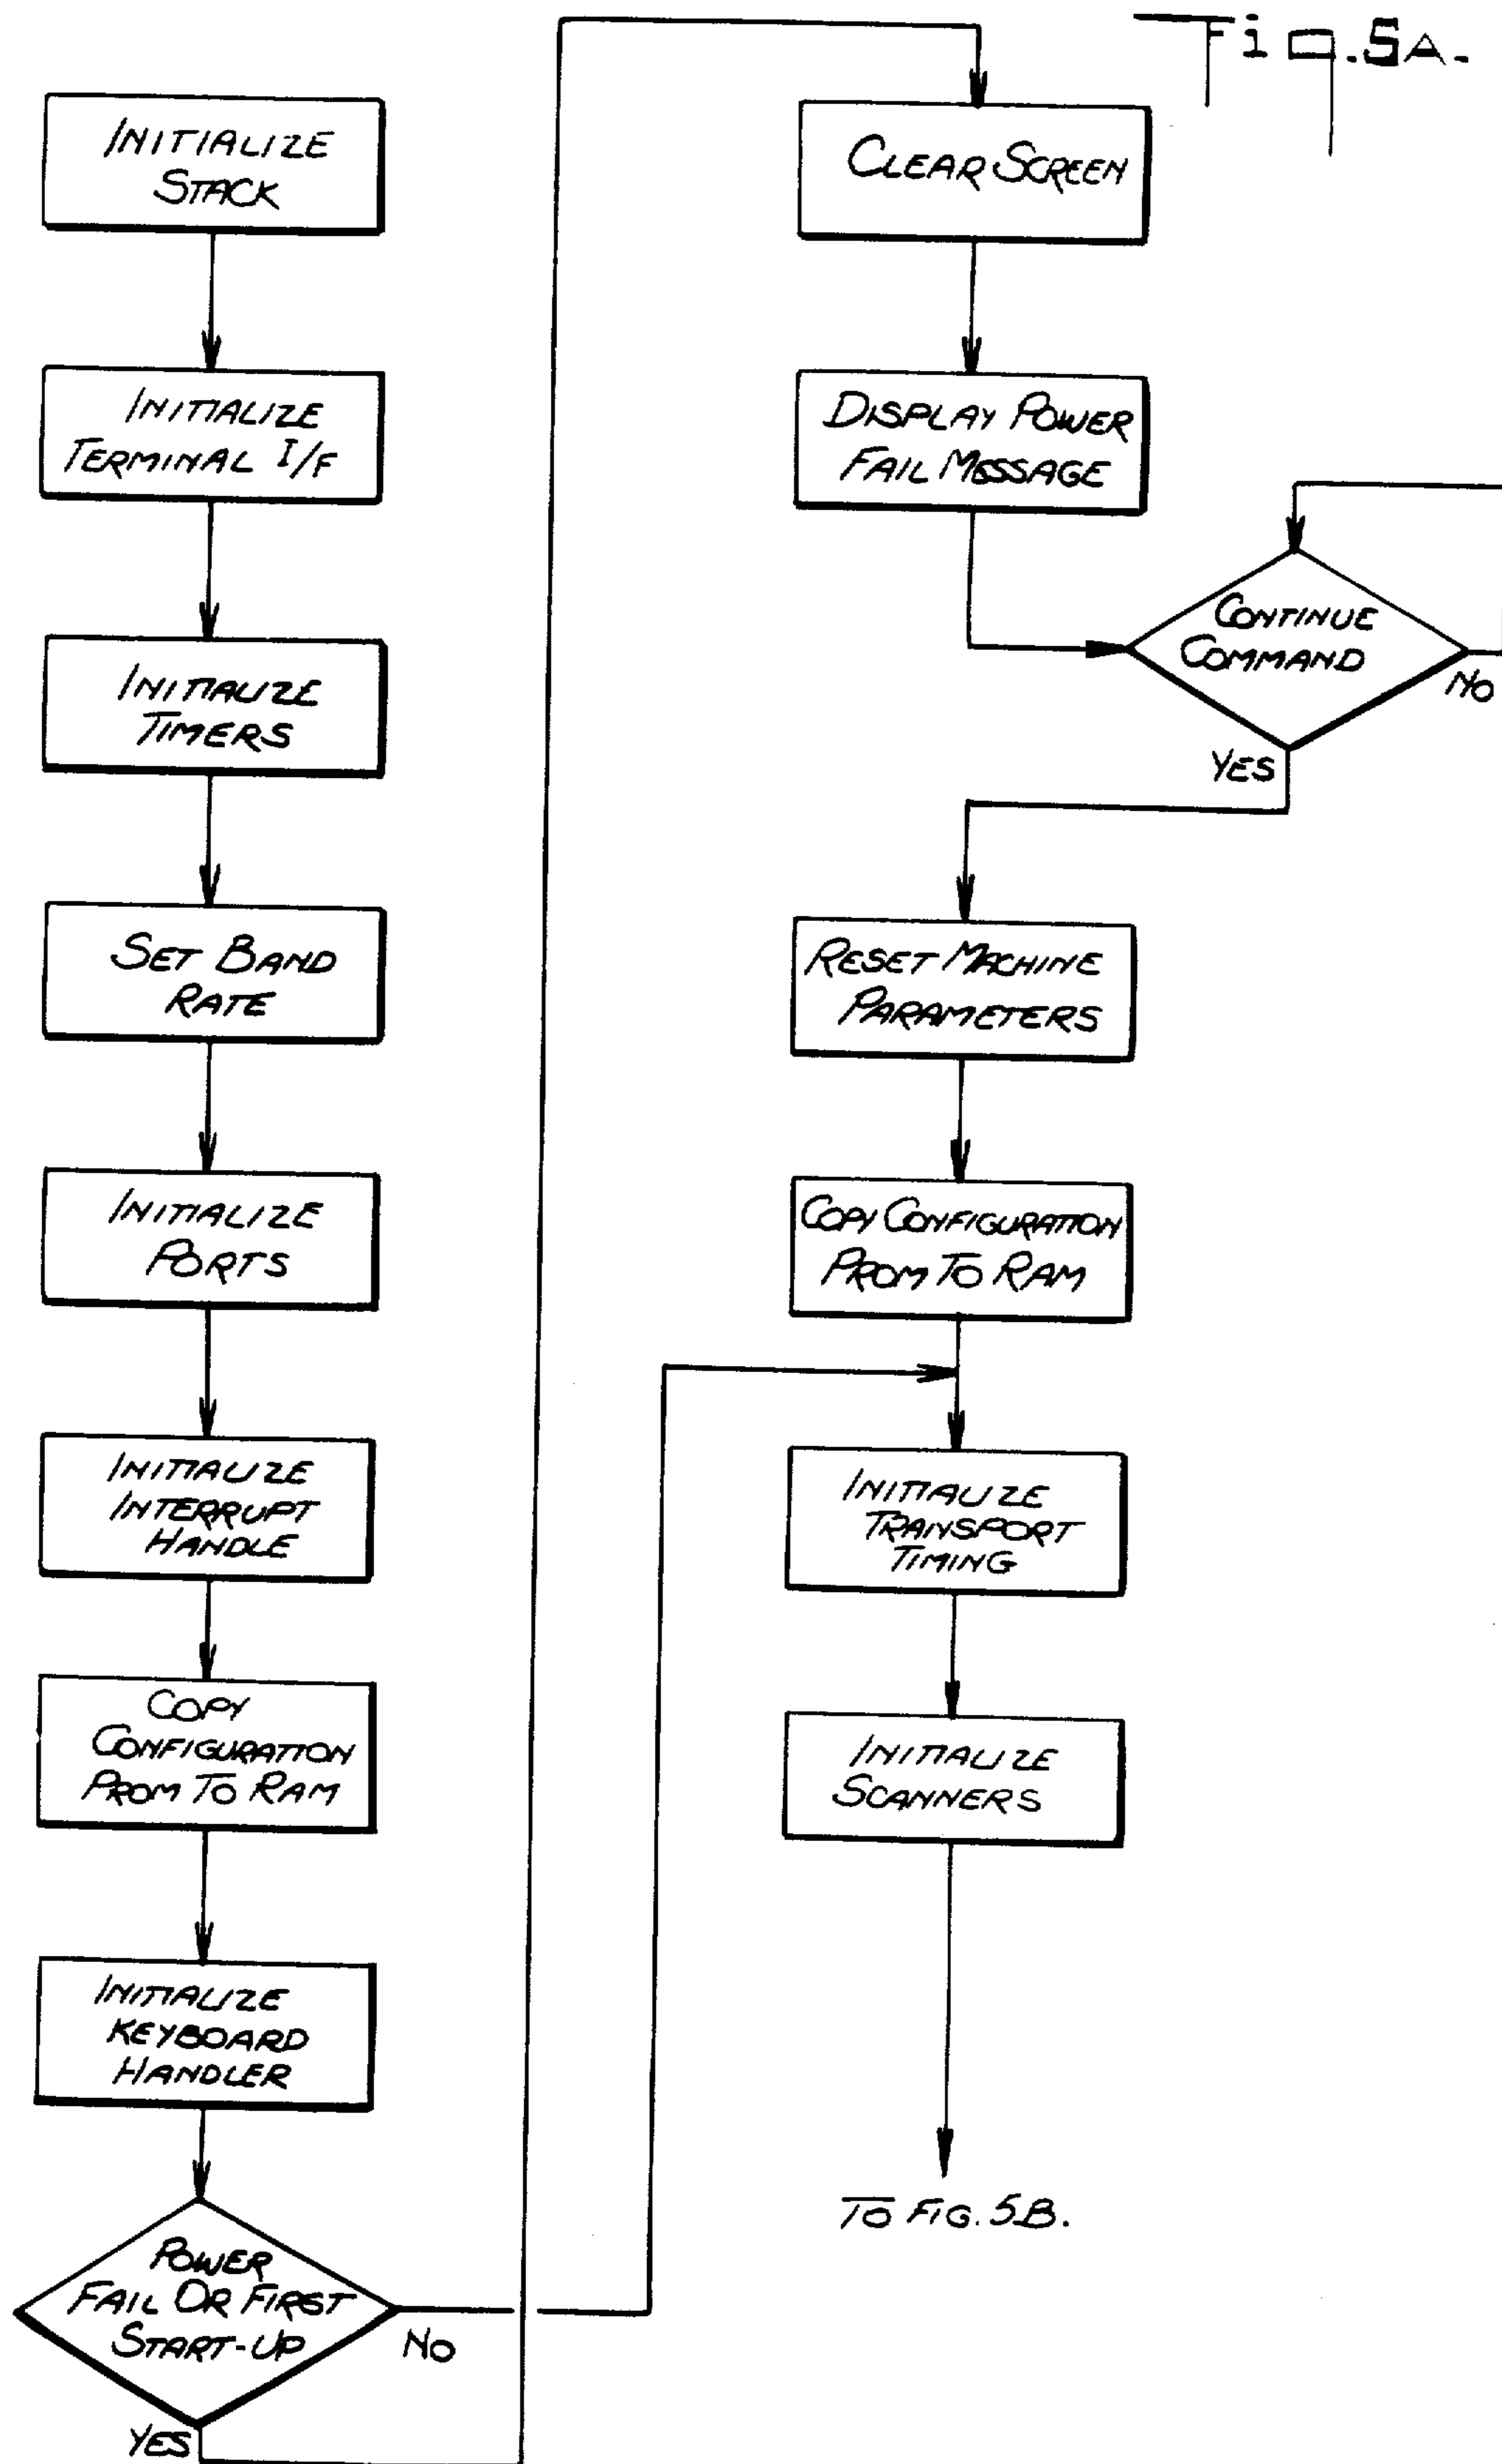 Fig.5A.
INITIALIZE
STACK
INITIALIZE
TERMINAL I/F
INITIALIZE
TIMERS
SET BAND
RATE
INITIALIZE
PORTS
INITIALIZE
INTERRUPT
HANDLE
COPY
CONFIGURATION
PROM TO RAM
INITIALIZE
KEYBOARD
HANDLER
POWER
FAIL OR FIRST
START-UP
NO
YES
CLEAR SCREEN
DISPLAY POWER
FAIL MESSAGE
CONTINUE
COMMAND
NO
YES
RESET MACHINE
PARAMETERS
COPY CONFIGURATION
PROM TO RAM
INITIALIZE
TRANSPORT
TIMING
INITIALIZE
SCANNERS
TO FIG. 5B.